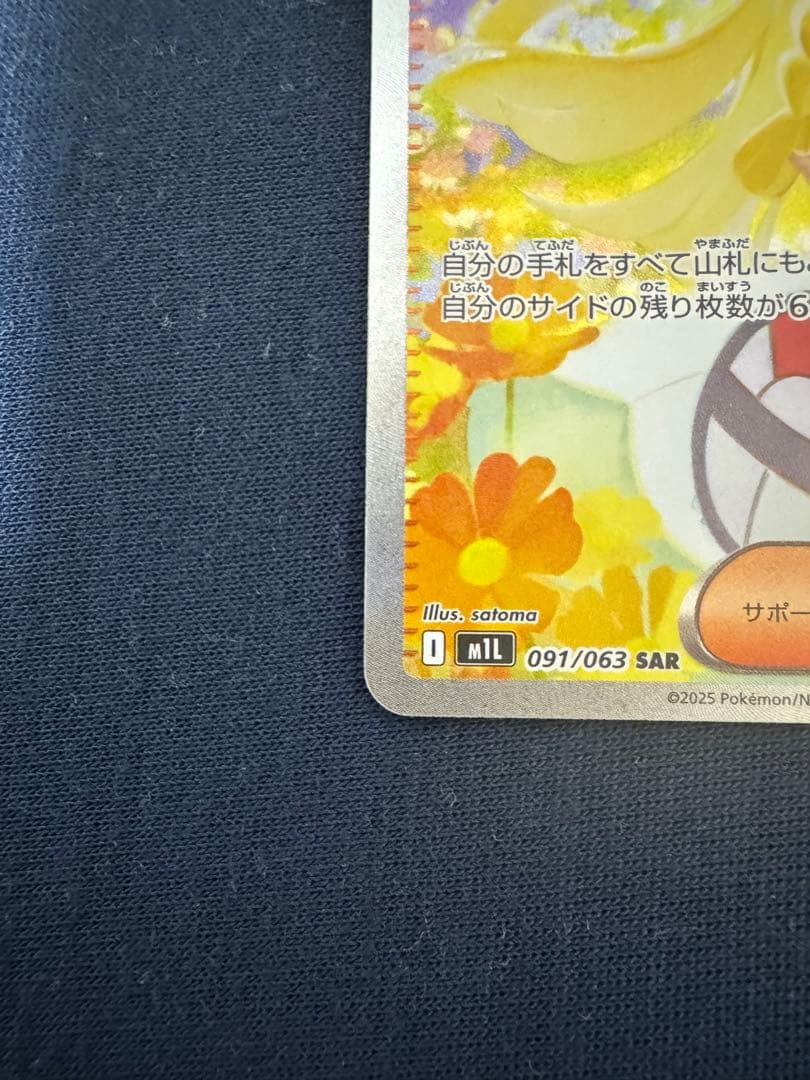 自分の手札をすべて山札にも
自分のサイドの残り枚数が6
サポー
Illus. satoma
I M1L 091/063 SAR
©2025 Pokémon/N